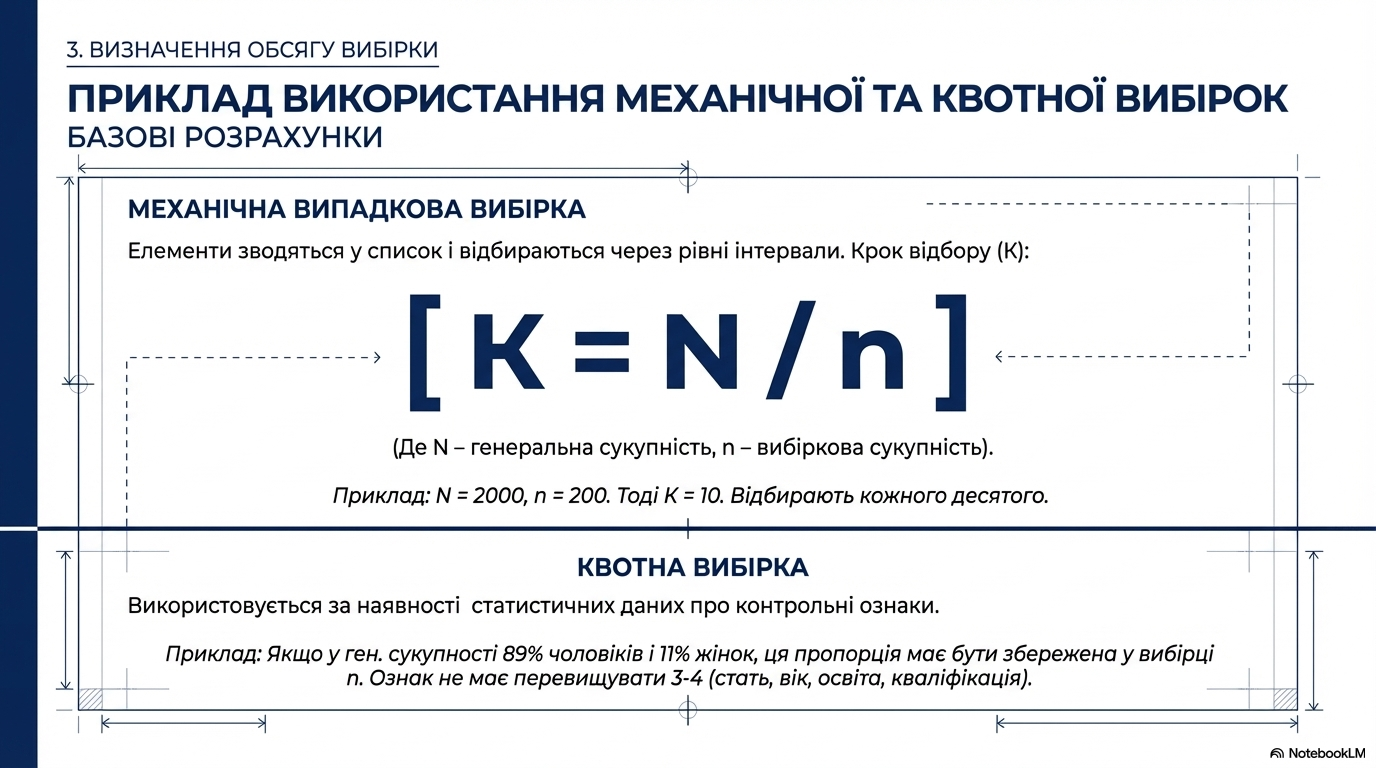 3. ВИЗНАЧЕННЯ ОБСЯГУ ВИБІРКИ
ПРИКЛАД ВИКОРИСТАННЯ МЕХАНІЧНОЇ ТА КВОТНОЇ ВИБІРОК
БАЗОВІ РОЗРАХУНКИ
МЕХАНІЧНА ВИПАДКОВА ВИБІРКА
Елементи зводяться у список і відбираються через рівні інтервали. Крок відбору (К):
[ K = N / n ]
(Де N – генеральна сукупність, n – вибіркова сукупність).
Приклад: N = 2000, n = 200. Тоді K = 10. Відбирають кожного десятого.
КВОТНА ВИБІРКА
Використовується за наявності статистичних даних про контрольні ознаки.
Приклад: Якщо у ген. сукупності 89% чоловіків і 11% жінок, ця пропорція має бути збережена у вибірці
n. Ознак не має перевищувати 3-4 (стать, вік, освіта, кваліфікація).
NotebookLM